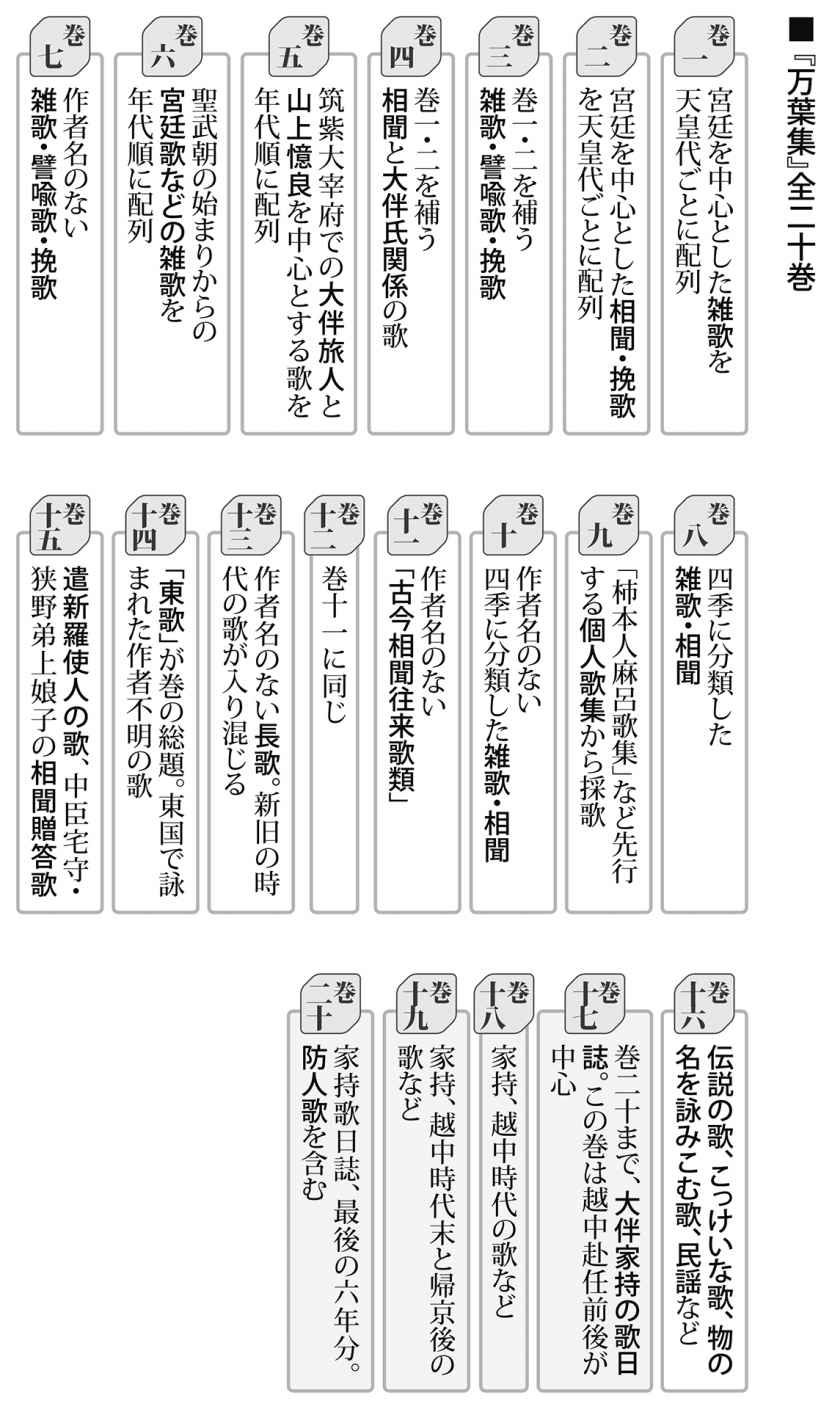 ■『万葉集』全二十巻
巻一
宮廷を中心とした雑歌を
天皇代ごとに配列
巻二
宮廷を中心とした相聞・挽歌
を天皇代ごとに配列
巻三
巻一・二を補う
雑歌・譬喩歌・挽歌
巻四
巻一・二を補う
相聞と大伴氏関係の歌
巻五
筑紫大宰府での大伴旅人と
山上憶良を中心とする歌を
年代順に配列
巻六
聖武朝の始まりからの
宮廷歌などの雑歌を
年代順に配列
巻七
作者名のない
雑歌・譬喩歌・挽歌
巻八
四季に分類した
雑歌・相聞
巻九
「柿本人麻呂歌集」など先行
する個人歌集から採歌
巻十
作者名のない
四季に分類した雑歌・相聞
巻十一
作者名のない
「古今相聞往来歌類」
巻十二
巻十一に同じ
巻十三
作者名のない長歌。新旧の時
代の歌が入り混じる
巻十四
「東歌」が巻の総題。東国で詠
まれた作者不明の歌
巻十五
遣新羅使人の歌、中臣宅守・
狭野弟上娘子の相聞贈答歌
巻十六
伝説の歌、こっけいな歌、物の
名を詠みこむ歌、民謡など
巻十七
巻二十まで、大伴家持の歌日
誌。この巻は越中赴任前後が
中心
巻十八
家持、越中時代の歌など
巻十九
家持、越中時代末と帰京後の
歌など
巻二十
家持歌日誌、最後の六年分。
防人歌を含む